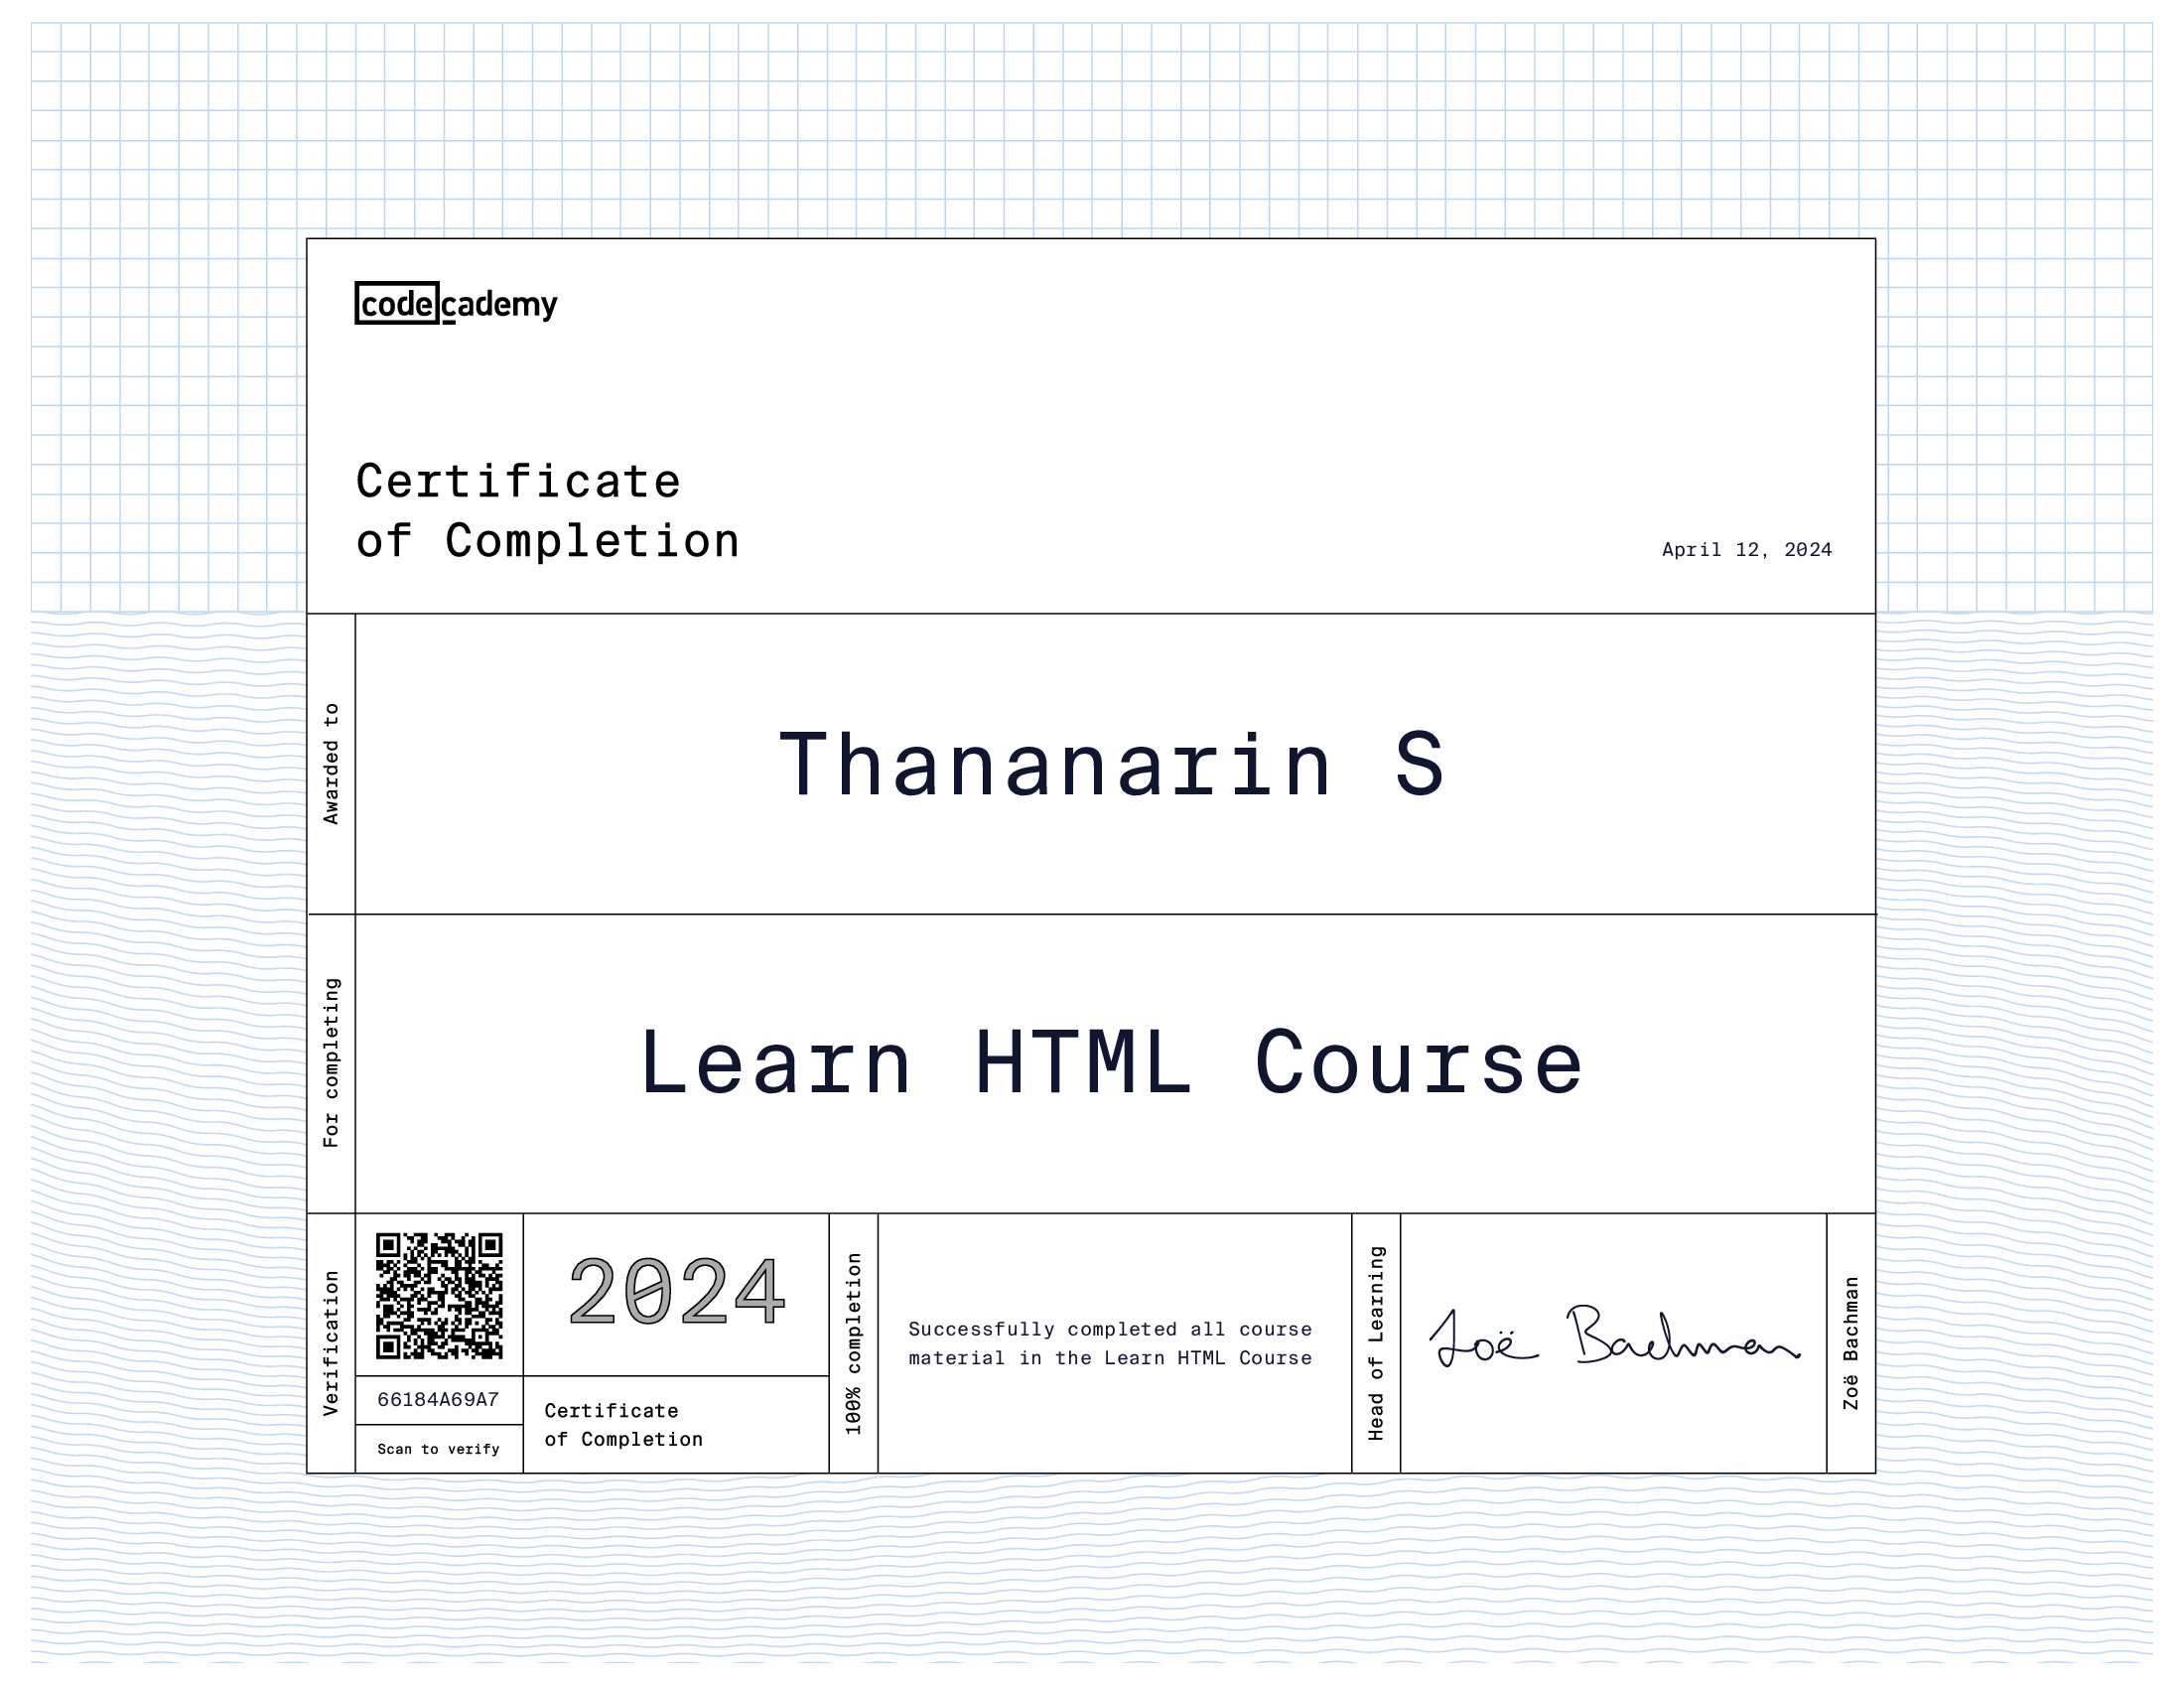 codecademy
Certificate
of Completion
April 12, 2024
Awarded to
Thananarin S
For completing
Learn HTML Course
Verification
66184A69A7
Scan to verify
2024
Certificate
of Completion
100% completion
Successfully completed all course
material in the Learn HTML Course
Head of Learning
Zoë Bachman
Zoë Bachman